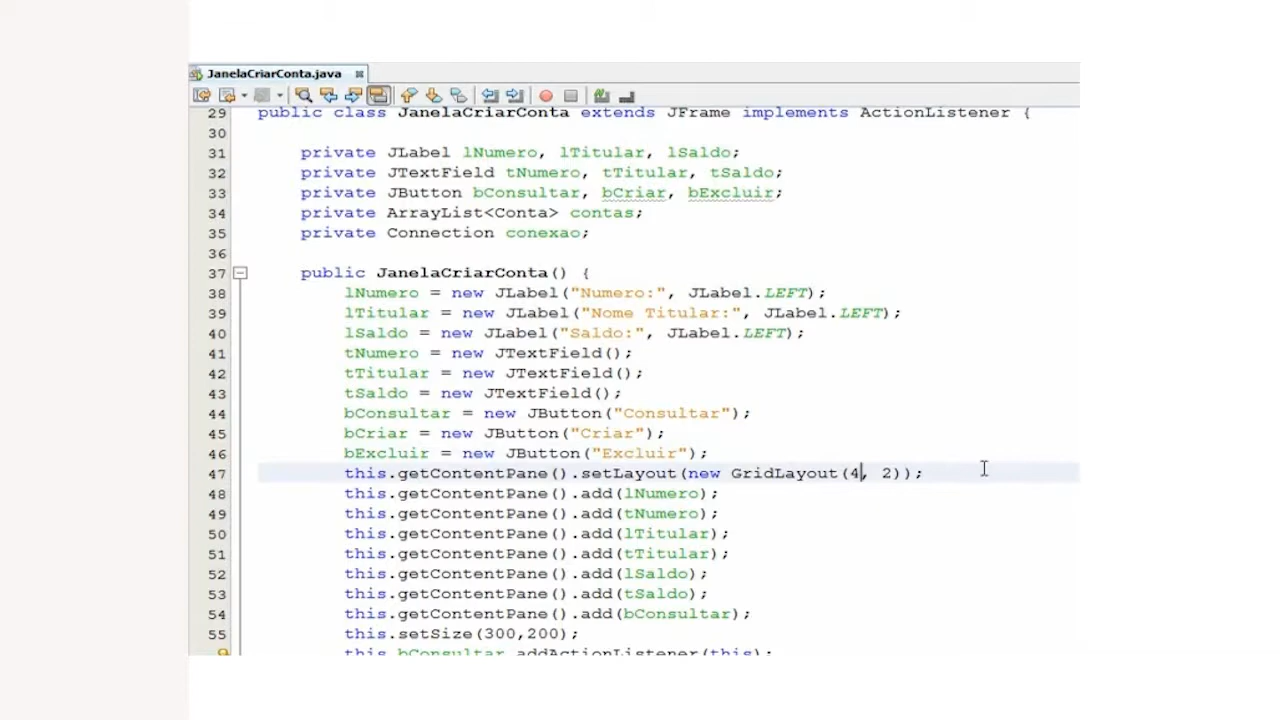 JanelaCriarConta.java
29 public class JanelaCriarConta extends JFrame implements ActionListener {
30
31 private JLabel lNumero, lTitular, lSaldo;
32 private JTextField tNumero, tTitular, tSaldo;
33 private JButton bConsultar, bCriar, bExcluir;
34 private ArrayList<Conta> contas;
35 private Connection conexao;
36
37 public JanelaCriarConta() {
38 lNumero = new JLabel("Numero:", JLabel.LEFT);
39 lTitular = new JLabel("Nome Titular:", JLabel.LEFT);
40 lSaldo = new JLabel("Saldo:", JLabel.LEFT);
41 tNumero = new JTextField();
42 tTitular = new JTextField();
43 tSaldo = new JTextField();
44 bConsultar = new JButton("Consultar");
45 bCriar = new JButton("Criar");
46 bExcluir = new JButton("Excluir");
47 this.getContentPane().setLayout(new GridLayout(4, 2));
48 this.getContentPane().add(lNumero);
49 this.getContentPane().add(tNumero);
50 this.getContentPane().add(lTitular);
51 this.getContentPane().add(tTitular);
52 this.getContentPane().add(lSaldo);
53 this.getContentPane().add(tSaldo);
54 this.getContentPane().add(bConsultar);
55 this.setSize(300,200);
this.bConsultar.addActionListener(this);